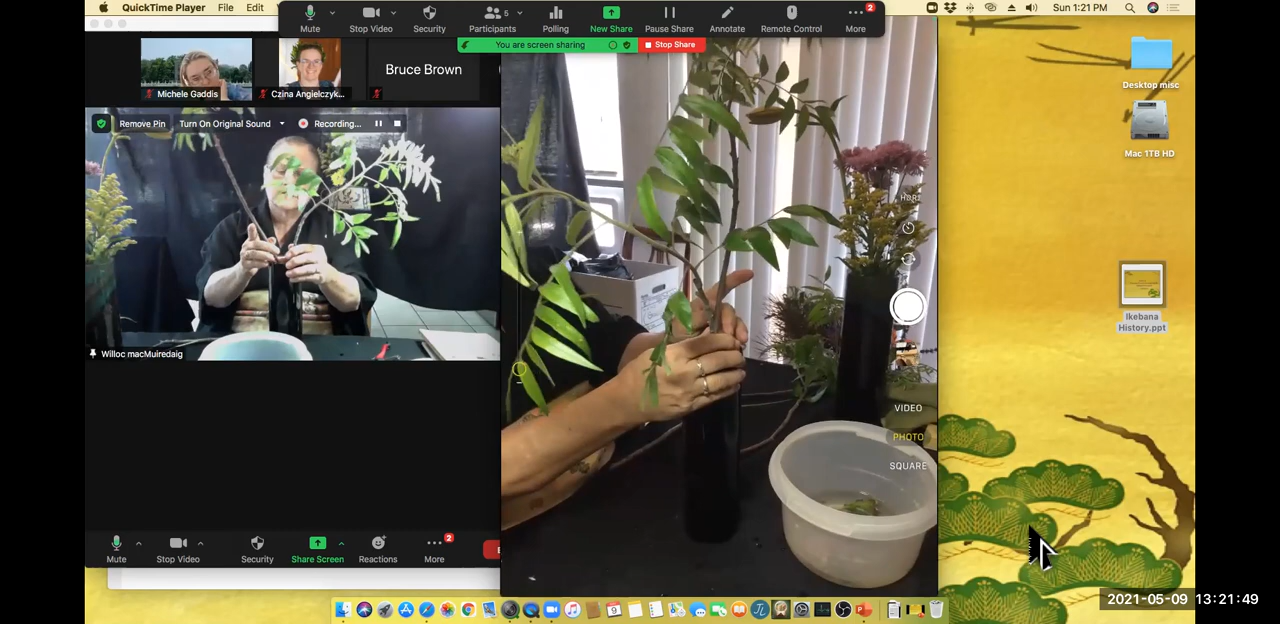 QuickTime Player File Edit
Sun 1:21 PM
Mute
Stop Video
Security
Participants
5
Polling
New Share
Pause Share
Annotate
Remote Control
More
2
You are screen sharing
Stop Share
Michele Gaddis
Czina Angielczyk...
Bruce Brown
Remove Pin
Turn On Original Sound
Recording...
Willoc macMuiredaig
Mute
Stop Video
Security
Share Screen
Reactions
More
2
VIDEO
PHOTO
SQUARE
Desktop misc
Mac 1TB HD
Ikebana
History.ppt
2021-05-09 13:21:49